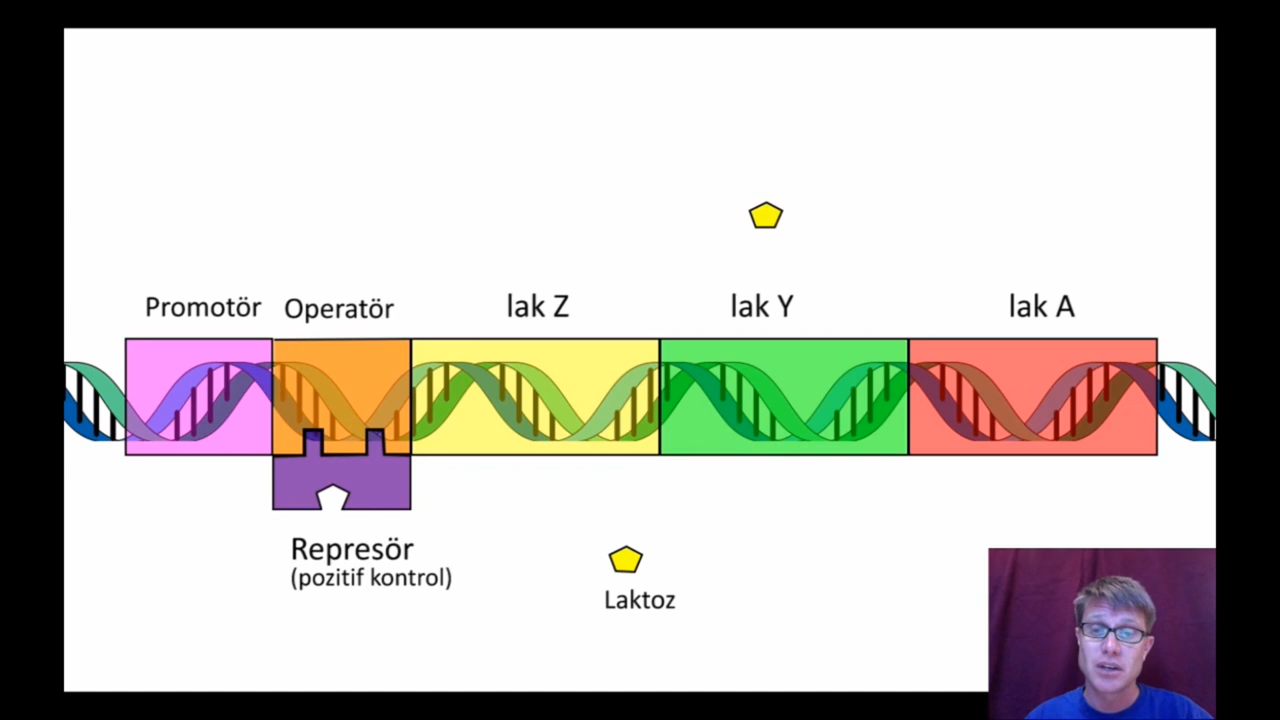 Promotör
Operatör
lak Z
lak Y
lak A
Represör
(pozitif kontrol)
Laktoz